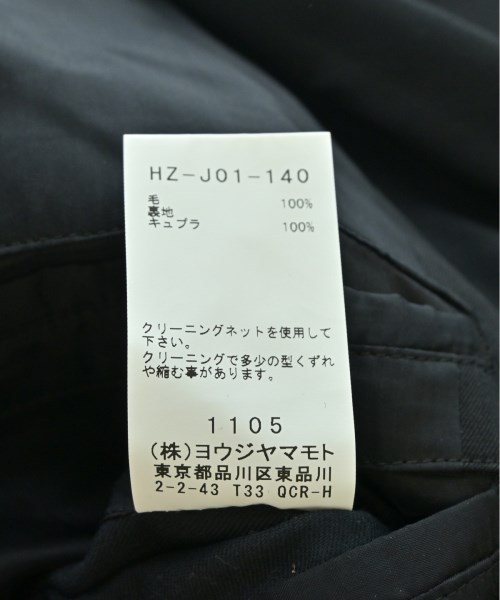 HZ-J01-140
毛 100%
裏地
キュプラ 100%
クリーニングネットを使用して
下さい。
クリーニングで多少の型くずれ
や縮む事があります。
1105
(株)ヨウジヤマモト
東京都品川区東品川
2-2-43 T33 QCR-H